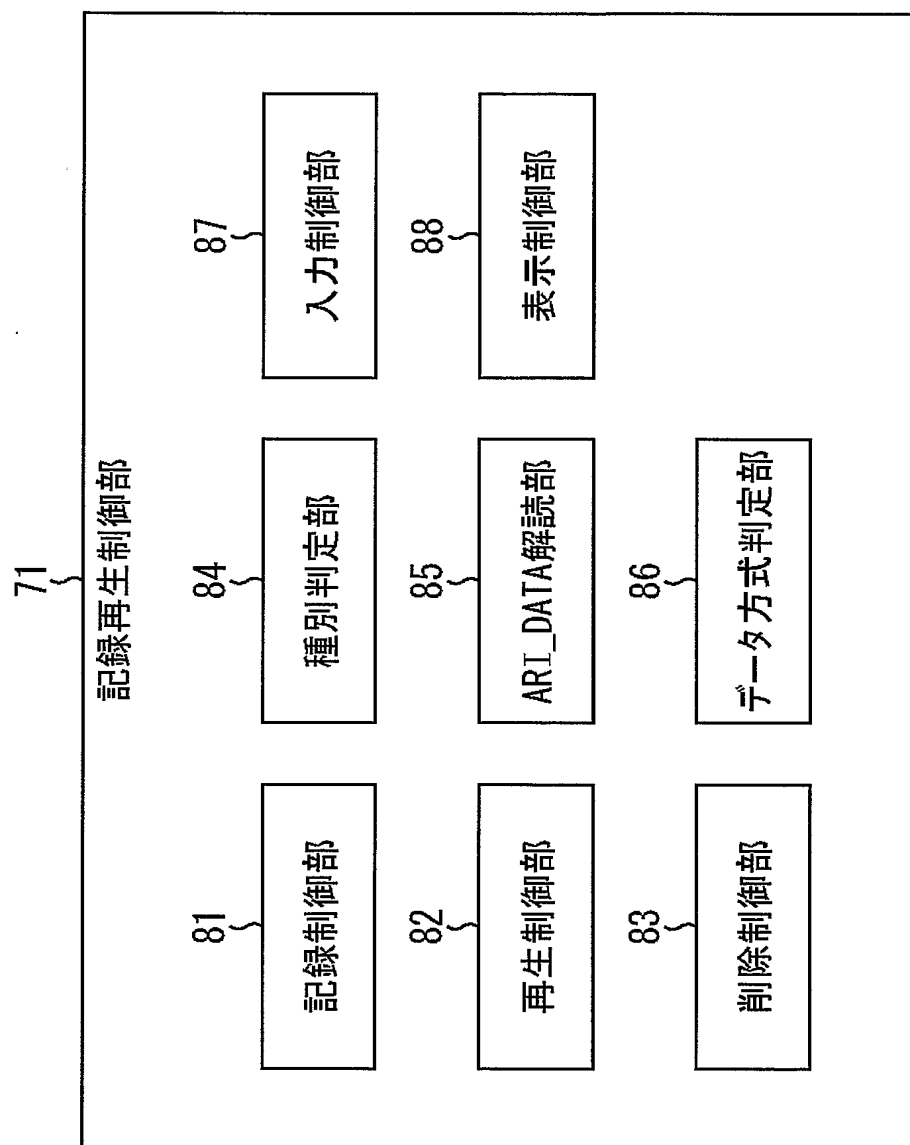 71
記録再生制御部
81
記録制御部
82
再生制御部
83
削除制御部
84
種別判定部
85
ARI_DATA解読部
86
データ方式判定部
87
入力制御部
88
表示制御部